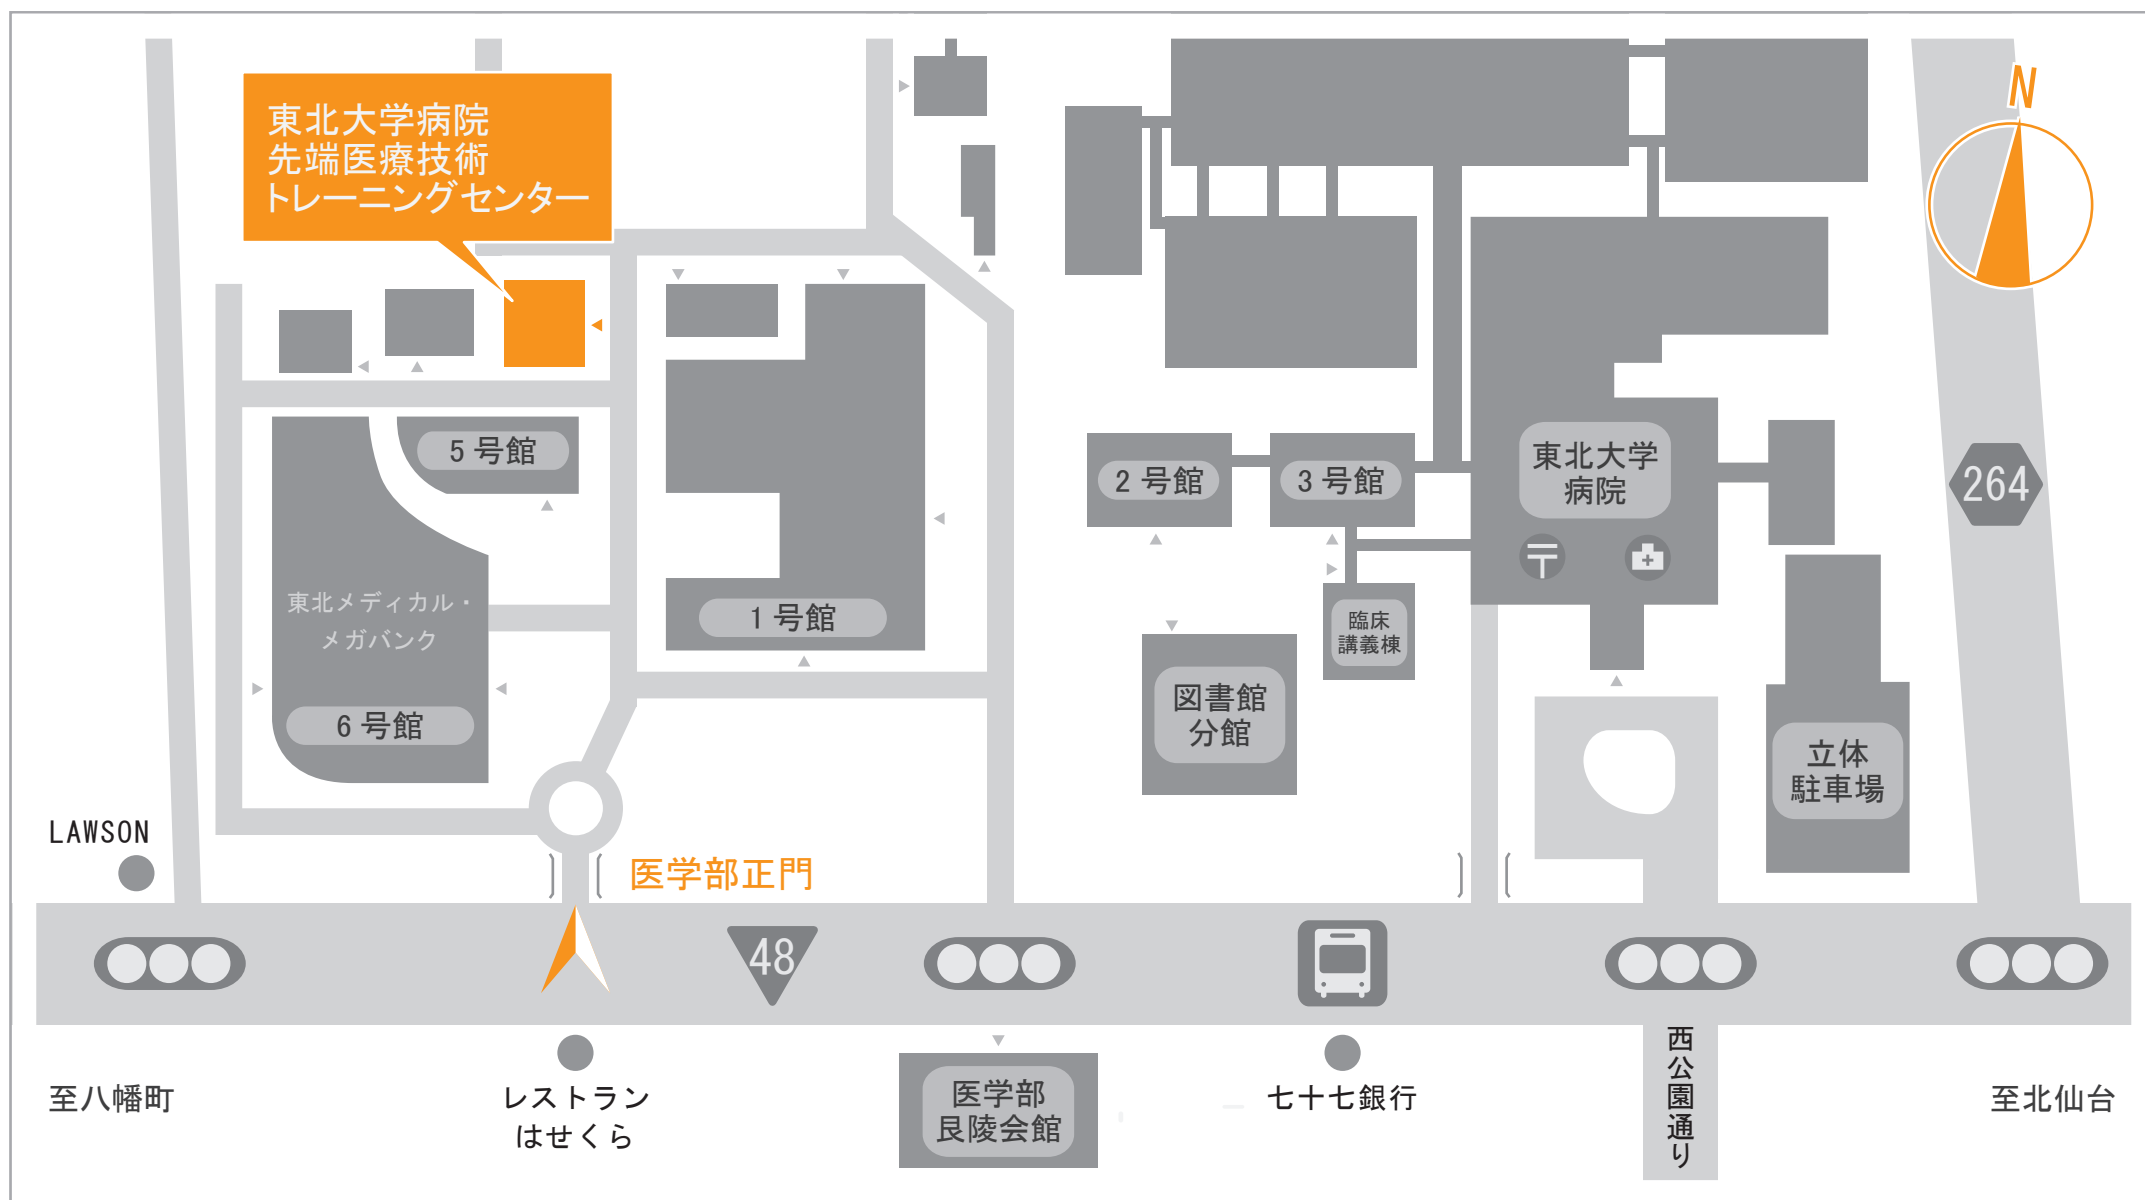 東北大学病院
先端医療技術
トレーニングセンター
N
5号館
2号館
3号館
東北大学
病院
264
東北メディカル・
メガバンク
1号館
臨床
講義棟
6号館
図書館
分館
立体
駐車場
LAWSON
医学部正門
48
至八幡町
レストラン
はせくら
医学部
艮陵会館
七十七銀行
西公園通り
至北仙台